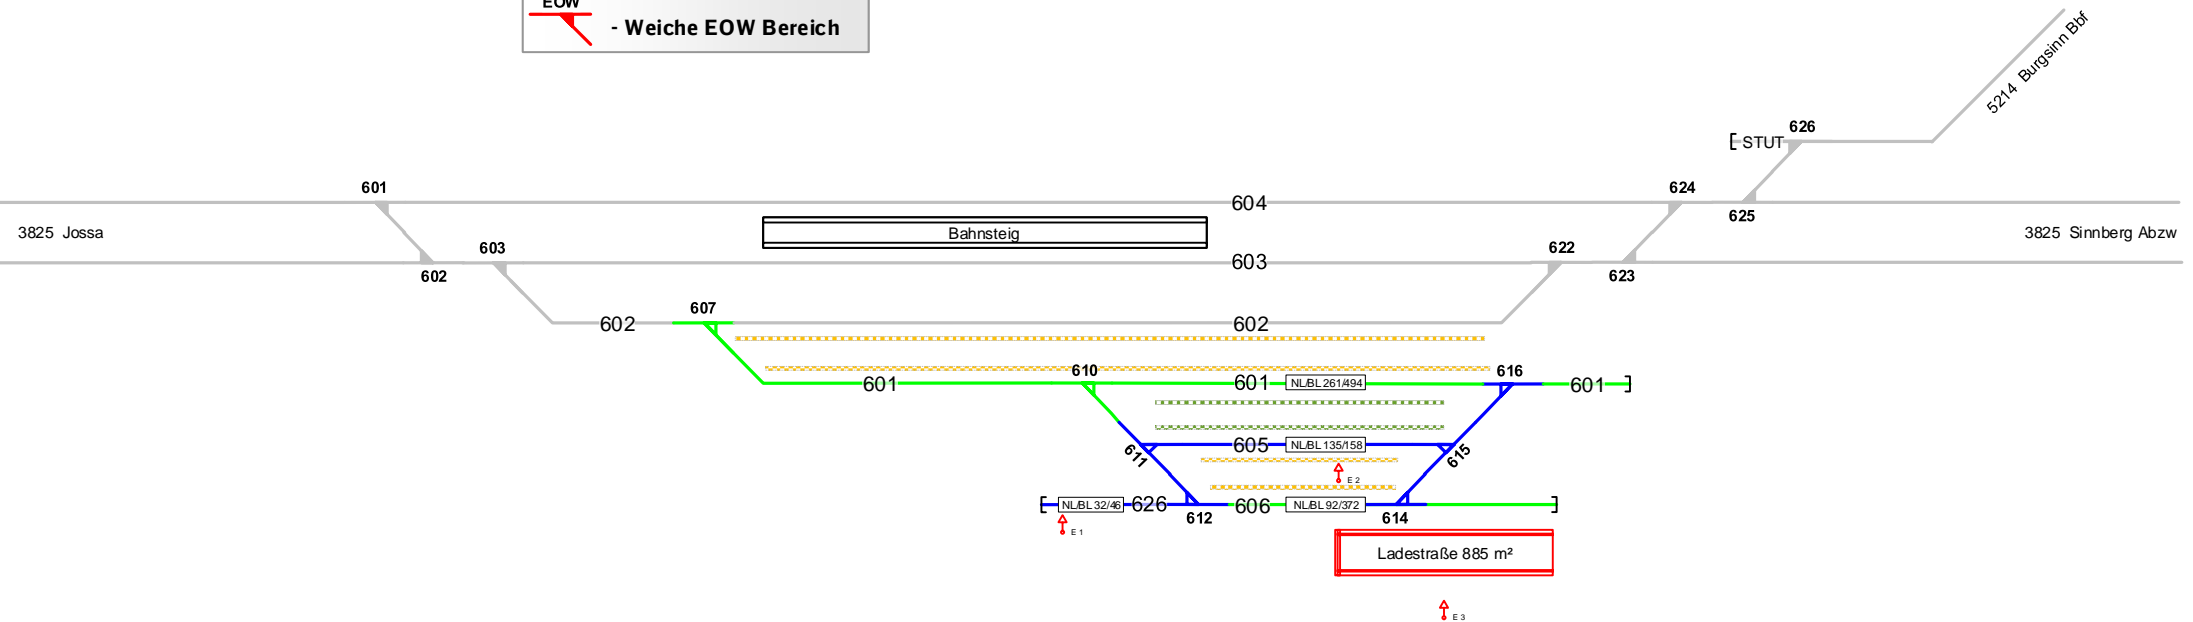 EOW
- Weiche EOW Bereich
5214 Burgsinn Bbf
STUT
626
601
624
604
625
3825 Jossa
Bahnsteig
3825 Sinnberg Abzw
603
622
603
602
623
607
602
602
610
616
601
601
NL/BL 261/494
601
611
605
NL/BL 135/158
615
E 2
NL/BL 32/46
626
612
606
NL/BL 92/372
614
E 1
Ladestraße 885 m²
E 3